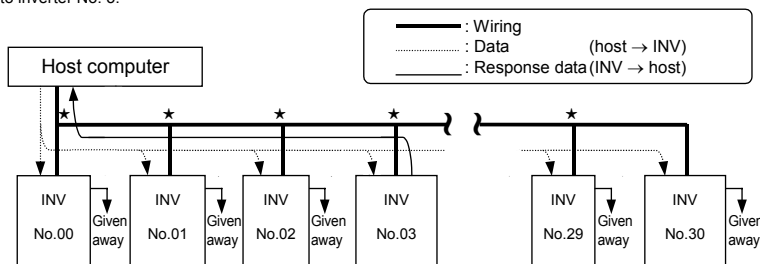 to inverter No. 3.
: Wiring
: Data (host → INV)
: Response data (INV → host)
Host computer
★ ★ ★ ★ ★
INV INV INV INV INV INV
No.00 No.01 No.02 No.03 No.29 No.30
Given away Given away Given away Given away Given away